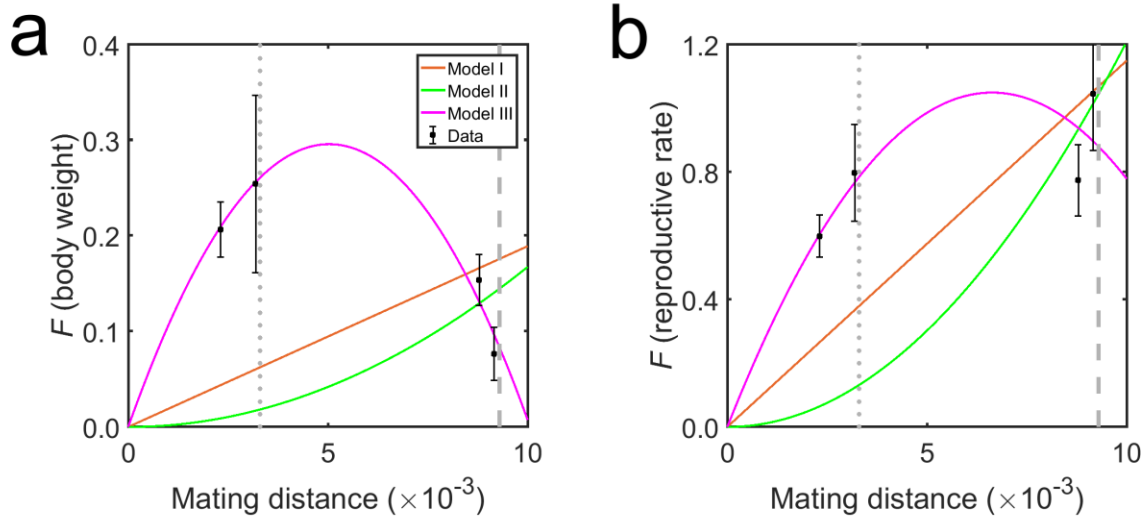 a
0.4
0.3
0.2
0.1
0.0
F (body weight)
Model I
Model II
Model III
Data
0
5
10
Mating distance (×10⁻³)
b
1.2
0.8
0.4
0.0
F (reproductive rate)
0
5
10
Mating distance (×10⁻³)